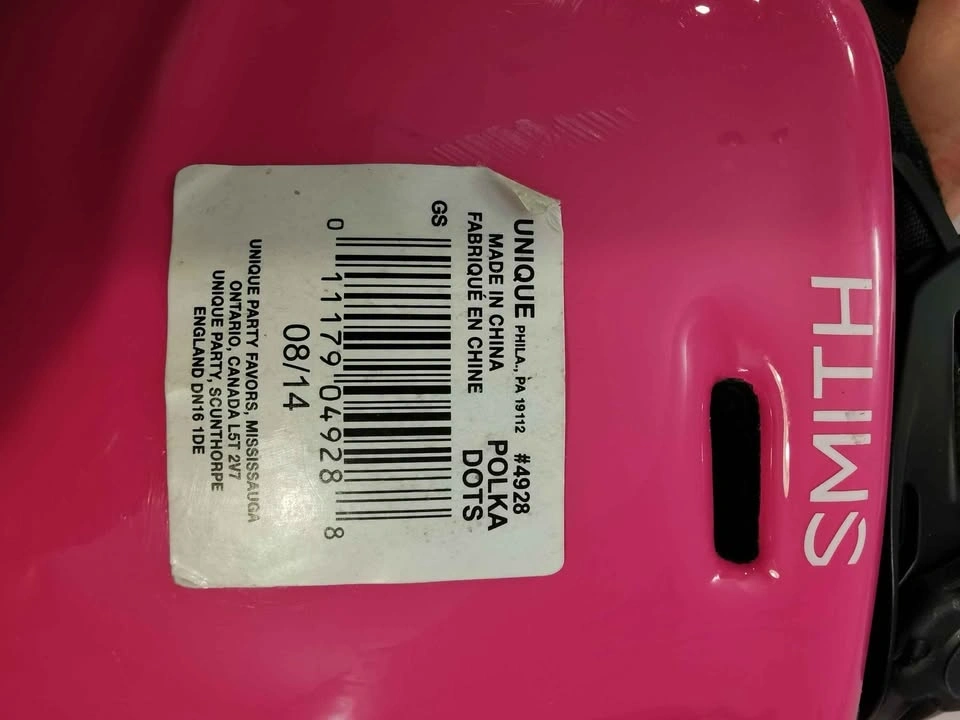 UNIQUE PHILA., PA 19112 #4928
MADE IN CHINA POLKA
FABRIQUÉ EN CHINE DOTS
GS
0 11179 04928 8
08/14
UNIQUE PARTY FAVORS, MISSISSAUGA
ONTARIO, CANADA L5T 2V7
UNIQUE PARTY, SCUNTHORPE
ENGLAND DN16 1DE
SMITH